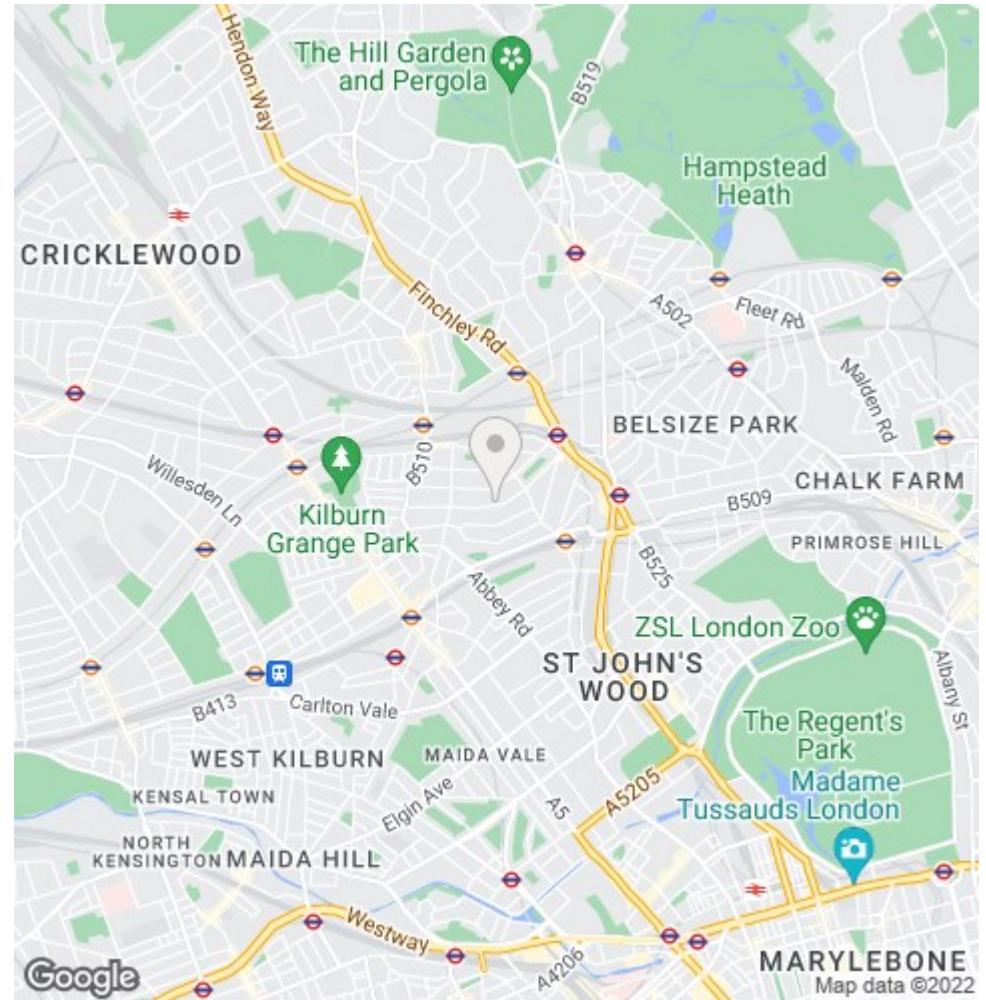 Hendon Way
The Hill Garden
and Pergola
B519
Hampstead
Heath
CRICKLEWOOD
Finchley Rd
A502
Fleet Rd
Malden Rd
BELSIZE PARK
B510
Willesden Ln
CHALK FARM
B509
Kilburn
Grange Park
PRIMROSE HILL
B525
Abbey Rd
ZSL London Zoo
ST JOHN'S
WOOD
Albany St
B413
Carlton Vale
The Regent's
Park
WEST KILBURN
MAIDA VALE
Madame
Tussauds London
A5205
KENSAL TOWN
Elgin Ave
A5
NORTH
KENSINGTON
MAIDA HILL
Westway
A4206
MARYLEBONE
Google
Map data ©2022